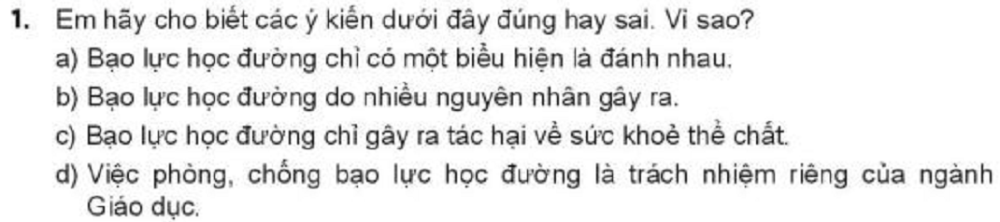 1. Em hãy cho biết các ý kiến dưới đây đúng hay sai. Vì sao?
a) Bạo lực học đường chỉ có một biểu hiện là đánh nhau.
b) Bạo lực học đường do nhiều nguyên nhân gây ra.
c) Bạo lực học đường chỉ gây ra tác hại về sức khoẻ thể chất.
d) Việc phòng, chống bạo lực học đường là trách nhiệm riêng của ngành
Giáo dục.